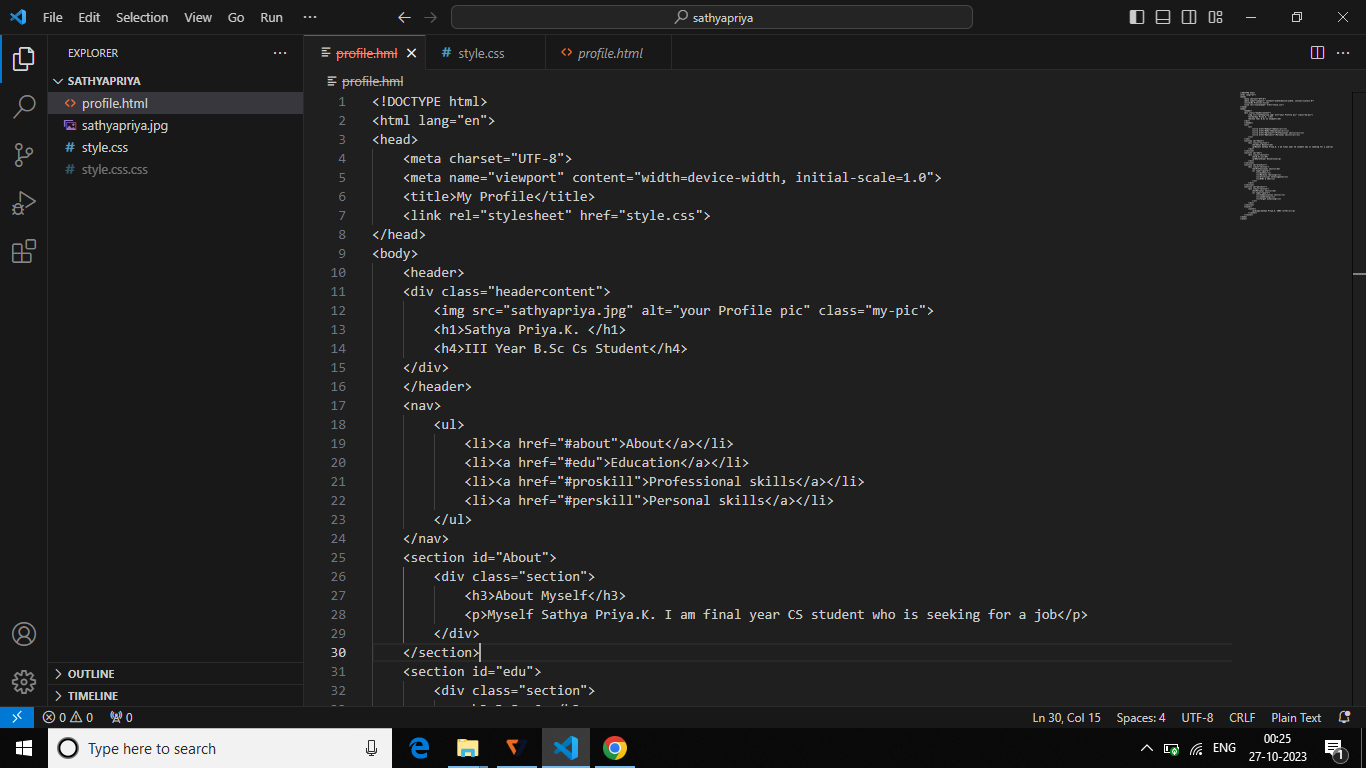 File Edit Selection View Go Run ··· sathyapriya
EXPLORER ···
profile.hml style.css profile.html ···
SATHYAPRIYA
profile.html
sathyapriya.jpg
style.css
style.css.css
OUTLINE
TIMELINE
profile.hml
1 <!DOCTYPE html>
2 <html lang="en">
3 <head>
4 <meta charset="UTF-8">
5 <meta name="viewport" content="width=device-width, initial-scale=1.0">
6 <title>My Profile</title>
7 <link rel="stylesheet" href="style.css">
8 </head>
9 <body>
10 <header>
11 <div class="headercontent">
12 <img src="sathyapriya.jpg" alt="your Profile pic" class="my-pic">
13 <h1>Sathya Priya.K. </h1>
14 <h4>III Year B.Sc Cs Student</h4>
15 </div>
16 </header>
17 <nav>
18 <ul>
19 <li><a href="#about">About</a></li>
20 <li><a href="#edu">Education</a></li>
21 <li><a href="#proskill">Professional skills</a></li>
22 <li><a href="#perskill">Personal skills</a></li>
23 </ul>
24 </nav>
25 <section id="About">
26 <div class="section">
27 <h3>About Myself</h3>
28 <p>Myself Sathya Priya.K. I am final year CS student who is seeking for a job</p>
29 </div>
30 </section>
31 <section id="edu">
32 <div class="section">
0 0 0 Ln 30, Col 15 Spaces: 4 UTF-8 CRLF Plain Text
Type here to search ENG 00:25
27-10-2023 1